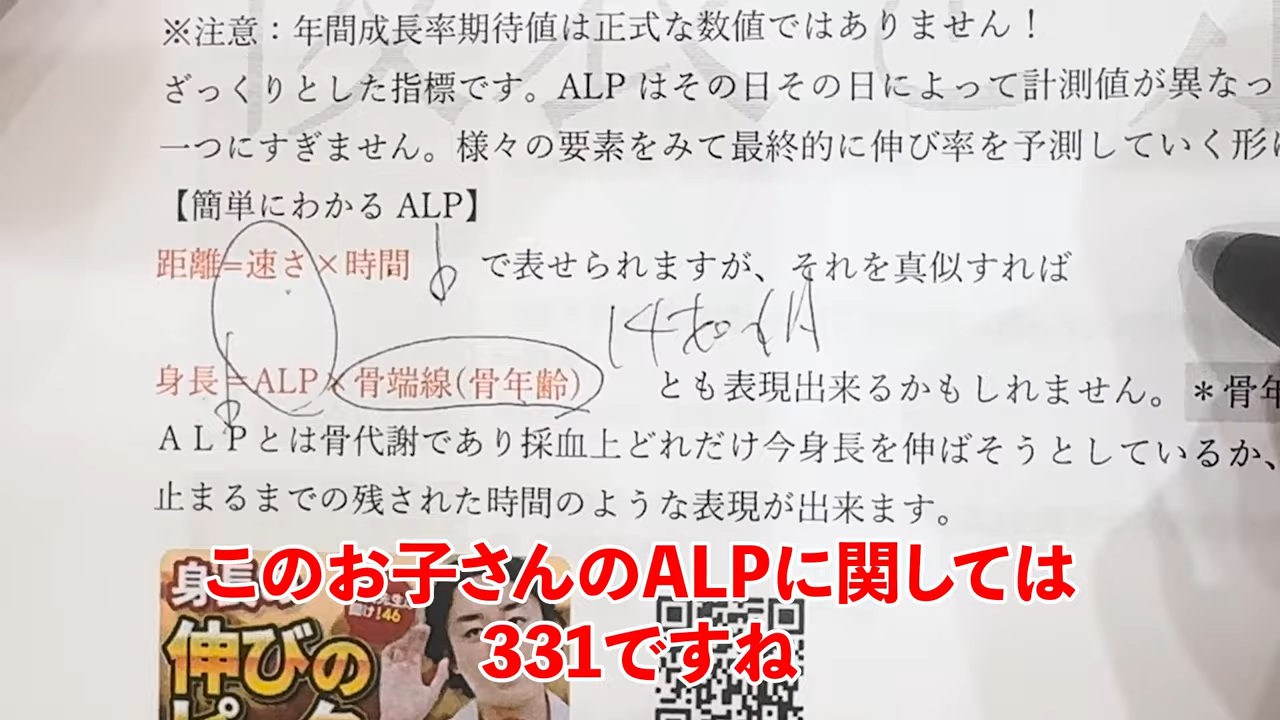 ※注意：年間成長率期待値は正式な数値ではありません！
ざっくりとした指標です。ALP はその日その日によって計測値が異なっ
一つにすぎません。様々の要素をみて最終的に伸び率を予測していく形
【簡単にわかる ALP】
距離=速さ×時間 で表せられますが、それを真似すれば
身長=ALP×骨端線(骨年齢) とも表現出来るかもしれません。＊骨年
ＡＬＰとは骨代謝であり採血上どれだけ今身長を伸ばそうとしているか、
止まるまでの残された時間のような表現が出来ます。
このお子さんのALPに関しては
331ですね
身長の
伸びの